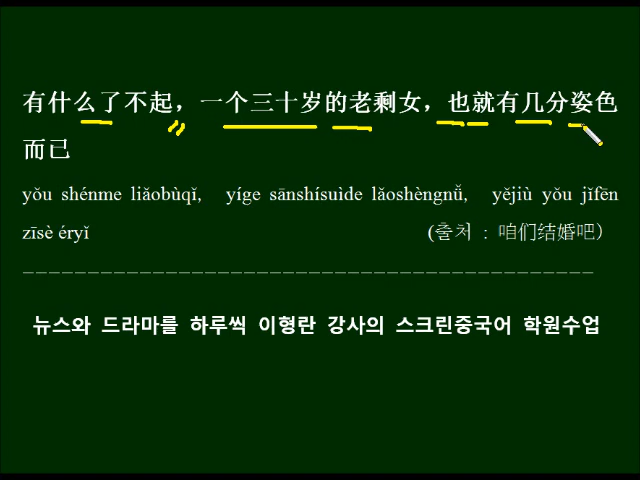 有什么了不起，一个三十岁的老剩女，也就有几分姿色
而已
yǒu shénme liǎobùqǐ, yíge sānshísuìde lǎoshèngnǚ, yějiù yǒu jǐfēn
zīsè éryǐ (출처 : 咱们结婚吧）
뉴스와 드라마를 하루씩 이형란 강사의 스크린중국어 학원수업